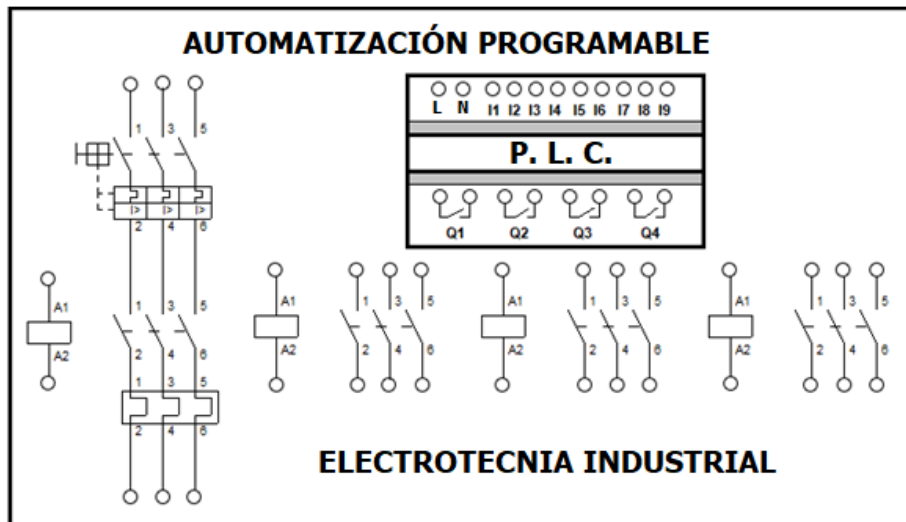 AUTOMATIZACIÓN PROGRAMABLE
L N I1 I2 I3 I4 I5 I6 I7 I8 I9
P. L. C.
Q1 Q2 Q3 Q4
1 3 5
I> I> I>
2 4 6
A1
A2
1 3 5
2 4 6
1 3 5
2 4 6
A1
A2
1 3 5
2 4 6
A1
A2
1 3 5
2 4 6
A1
A2
1 3 5
2 4 6
ELECTROTECNIA INDUSTRIAL